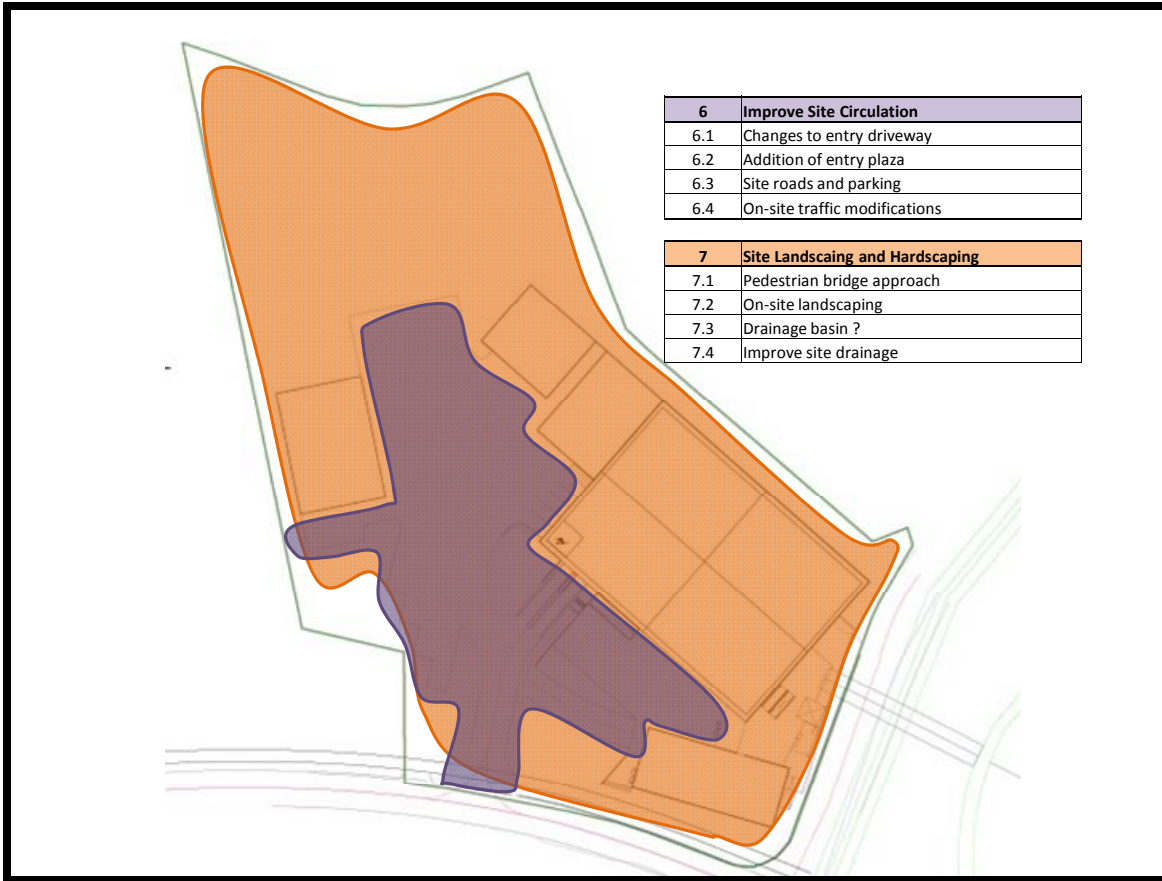 6 Improve Site Circulation
6.1 Changes to entry driveway
6.2 Addition of entry plaza
6.3 Site roads and parking
6.4 On-site traffic modifications
7 Site Landscaing and Hardscaping
7.1 Pedestrian bridge approach
7.2 On-site landscaping
7.3 Drainage basin ?
7.4 Improve site drainage